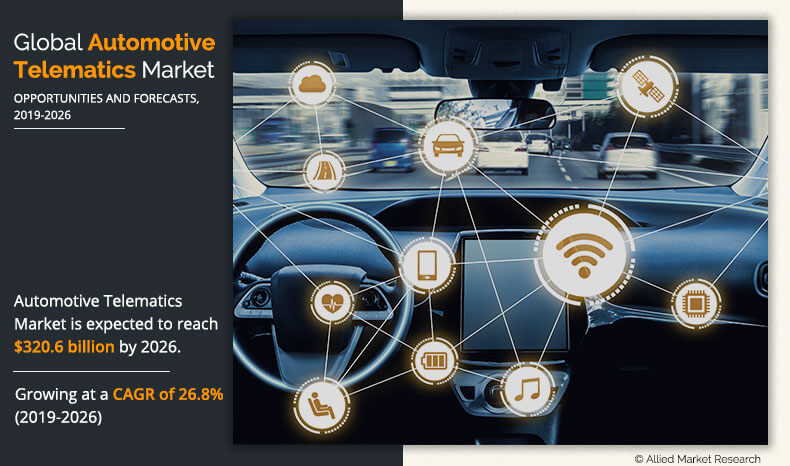 Global Automotive
Telematics Market
OPPORTUNITIES AND FORECASTS,
2019-2026
Automotive Telematics
Market is expected to reach
$320.6 billion by 2026.
Growing at a CAGR of 26.8%
(2019-2026)
© Allied Market Research